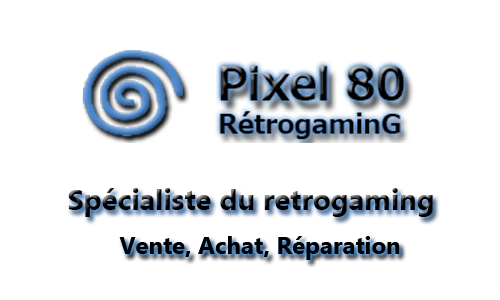 Pixel 80
RétrogaminG
Spécialiste du retrogaming
Vente, Achat, Réparation